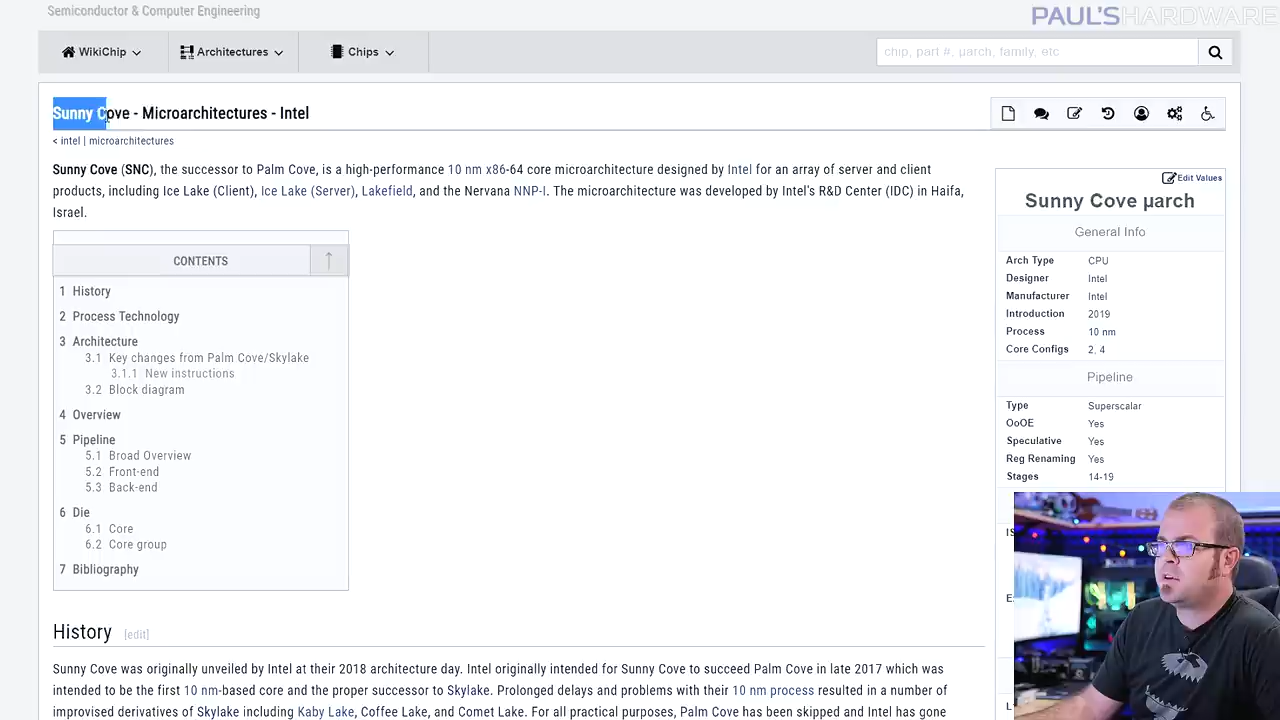 Semiconductor & Computer Engineering
PAUL'SHARDWARE
WikiChip
Architectures
Chips
chip, part #, µarch, family, etc
Sunny Cove - Microarchitectures - Intel
< intel | microarchitectures
Sunny Cove (SNC), the successor to Palm Cove, is a high-performance 10 nm x86-64 core microarchitecture designed by Intel for an array of server and client
products, including Ice Lake (Client), Ice Lake (Server), Lakefield, and the Nervana NNP-I. The microarchitecture was developed by Intel's R&D Center (IDC) in Haifa,
Israel.
CONTENTS ↑
1 History
2 Process Technology
3 Architecture
3.1 Key changes from Palm Cove/Skylake
3.1.1 New instructions
3.2 Block diagram
4 Overview
5 Pipeline
5.1 Broad Overview
5.2 Front-end
5.3 Back-end
6 Die
6.1 Core
6.2 Core group
7 Bibliography
Edit Values
Sunny Cove µarch
General Info
Arch Type CPU
Designer Intel
Manufacturer Intel
Introduction 2019
Process 10 nm
Core Configs 2, 4
Pipeline
Type Superscalar
OoOE Yes
Speculative Yes
Reg Renaming Yes
Stages 14-19
History [edit]
Sunny Cove was originally unveiled by Intel at their 2018 architecture day. Intel originally intended for Sunny Cove to succeed Palm Cove in late 2017 which was
intended to be the first 10 nm-based core and the proper successor to Skylake. Prolonged delays and problems with their 10 nm process resulted in a number of
improvised derivatives of Skylake including Kaby Lake, Coffee Lake, and Comet Lake. For all practical purposes, Palm Cove has been skipped and Intel has gone